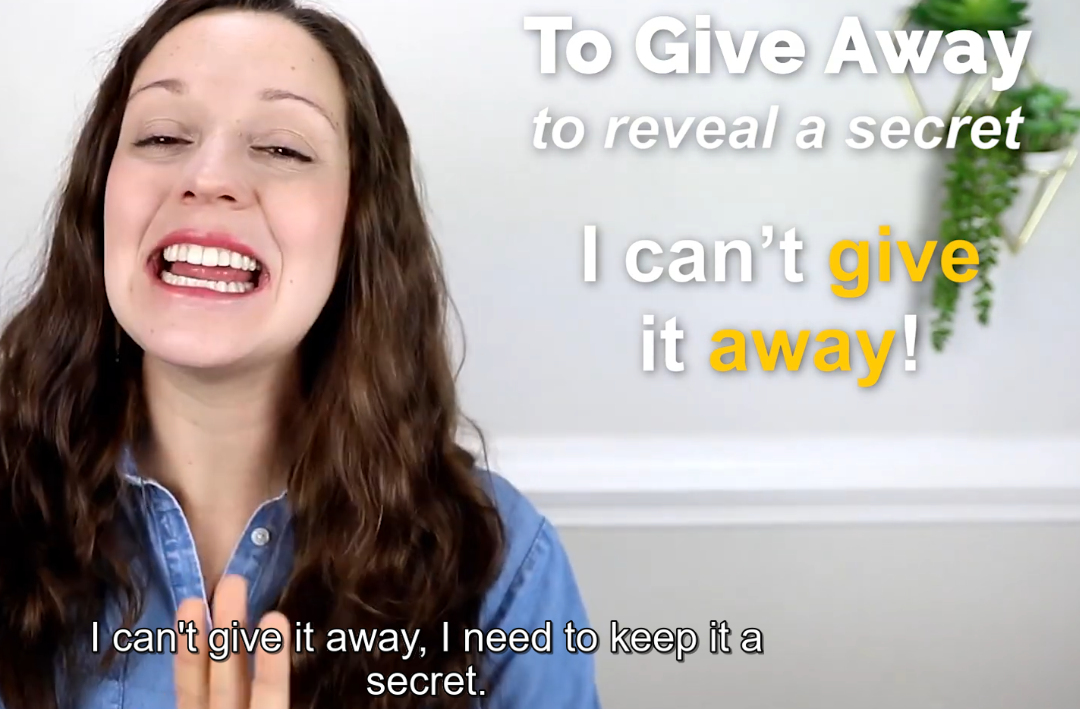 To Give Away
to reveal a secret
I can’t give
it away!
I can't give it away, I need to keep it a
secret.